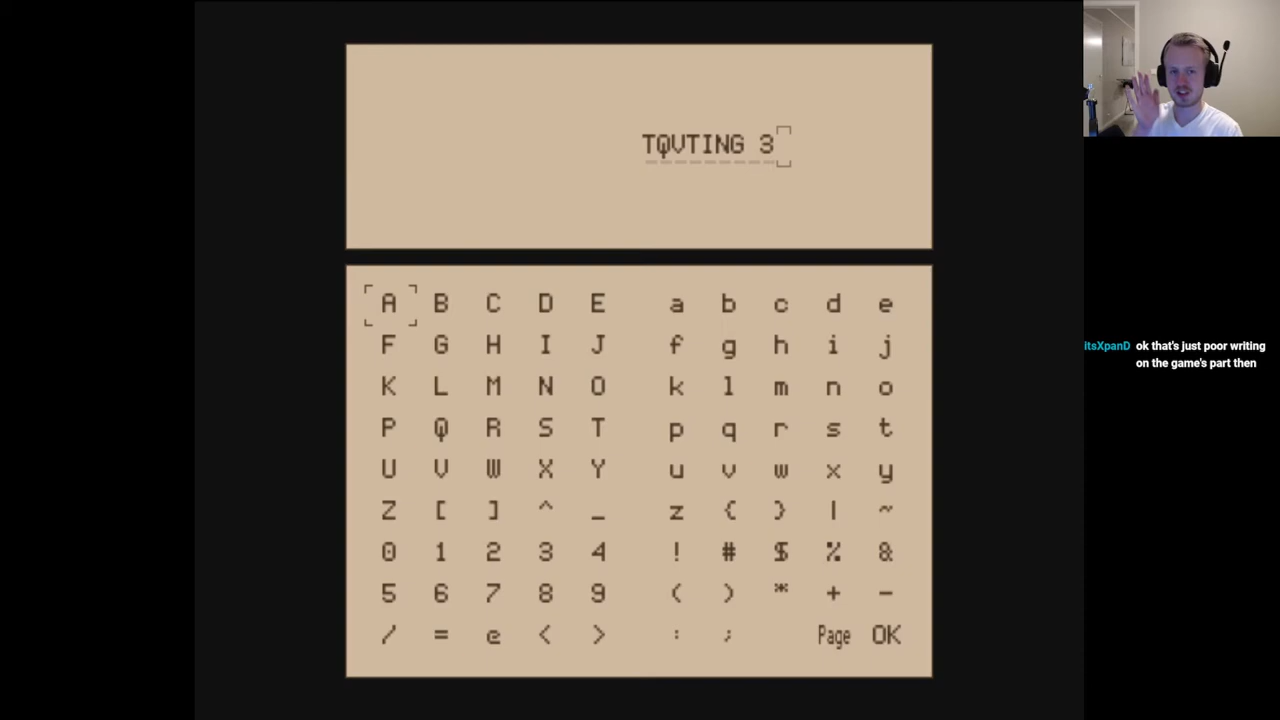 TQVTING 3
A B C D E a b c d e
F G H I J f g h i j
K L M N O k l m n o
P Q R S T p q r s t
U V W X Y u v w x y
Z [ ] ^ _ z { } | ~
0 1 2 3 4 ! # $ % &
5 6 7 8 9 ( ) * + -
/ = @ < > : ; Page OK
itsXpanD ok that's just poor writing
on the game's part then